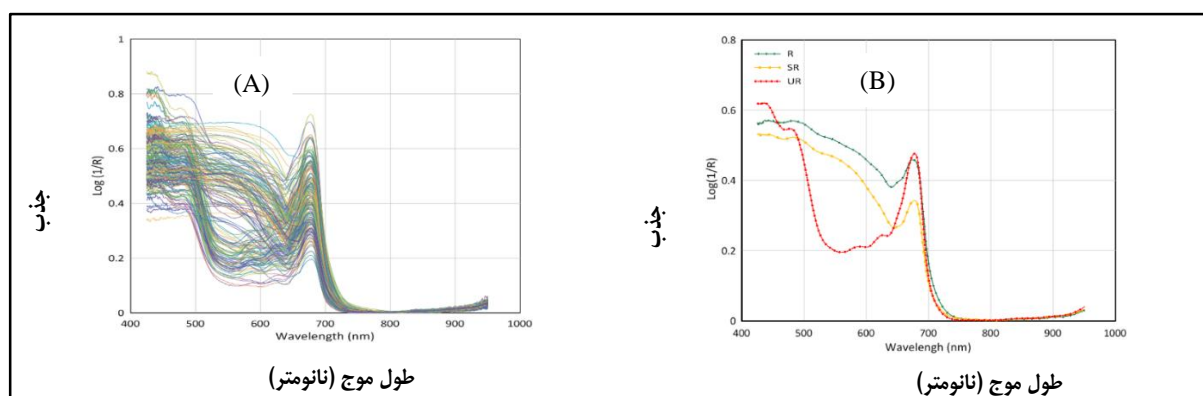 (A)
1
0.8
0.6
0.4
0.2
0
Log (1/R)
400 500 600 700 800 900 1000
Wavelength (nm)
جذب
طول موج (نانومتر)
(B)
R
SR
UR
0.8
0.6
0.4
0.2
0
Log(1/R)
400 500 600 700 800 900 1000
Wavelengh (nm)
جذب
طول موج (نانومتر)